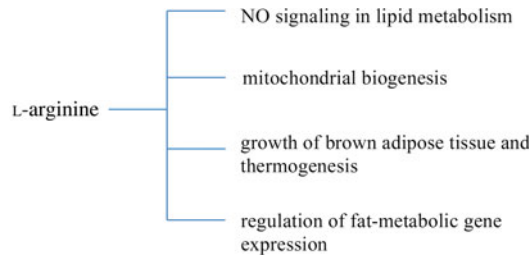 NO signaling in lipid metabolism
mitochondrial biogenesis
L-arginine
growth of brown adipose tissue and
thermogenesis
regulation of fat-metabolic gene
expression